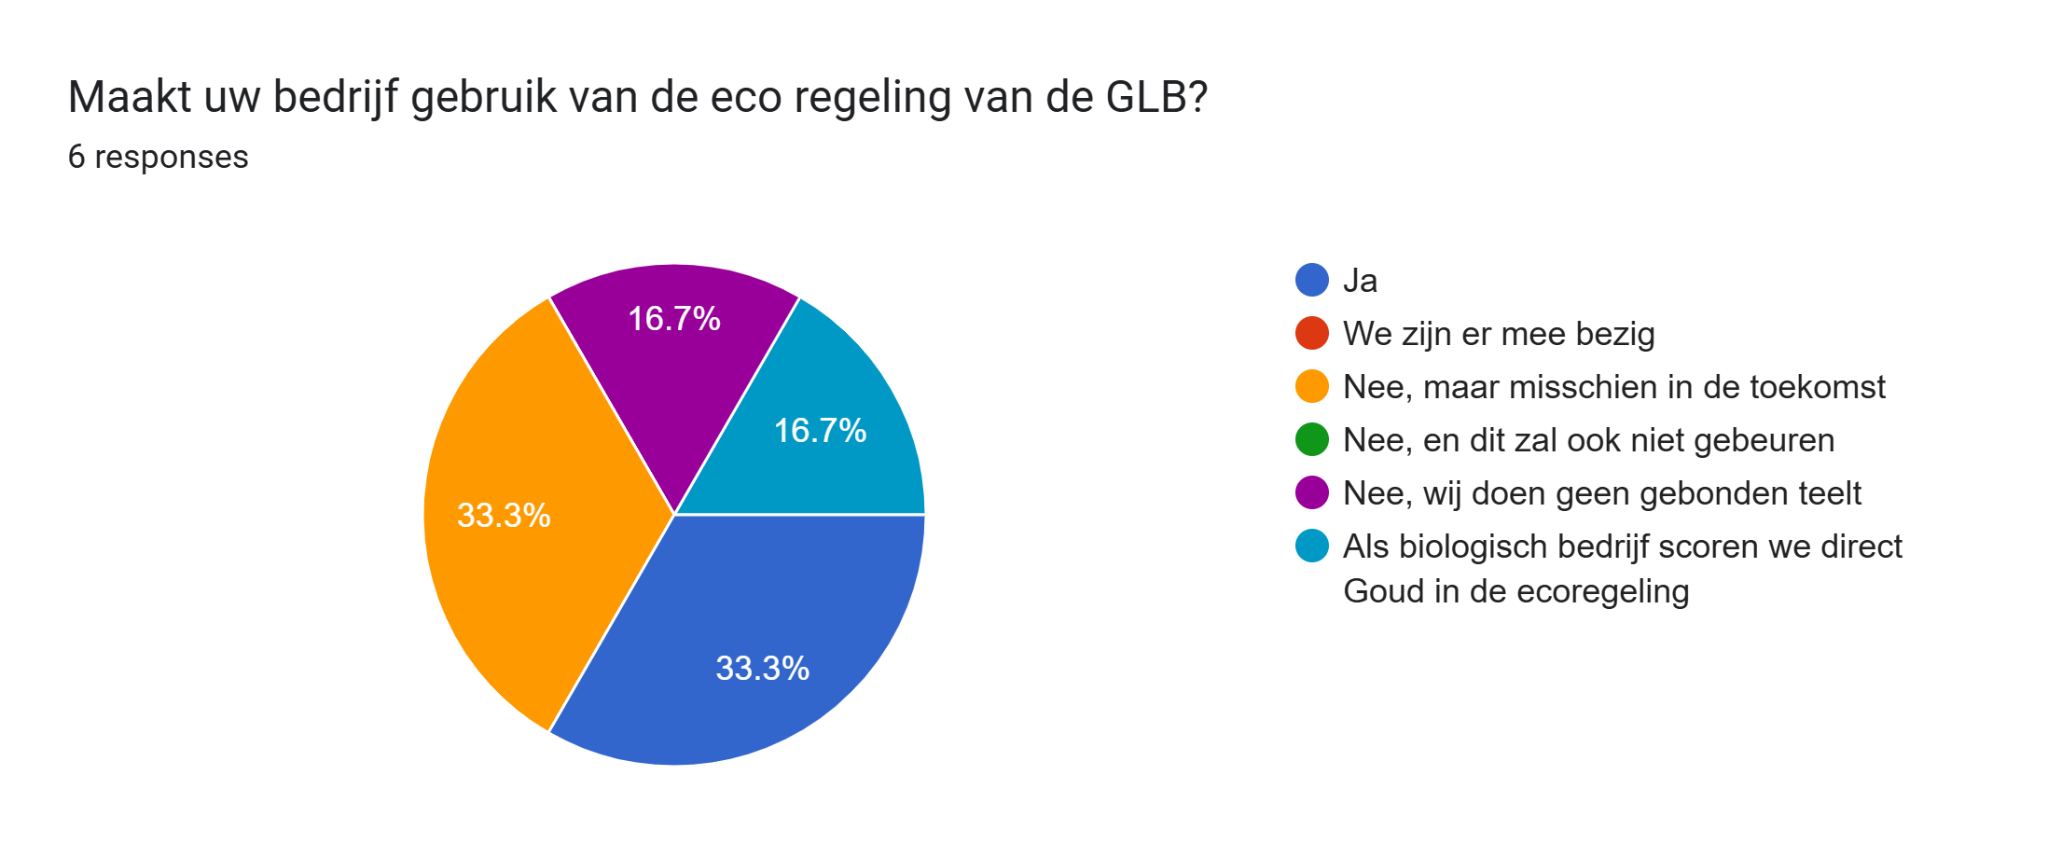 Maakt uw bedrijf gebruik van de eco regeling van de GLB?
6 responses
16.7%
16.7%
33.3%
33.3%
Ja
We zijn er mee bezig
Nee, maar misschien in de toekomst
Nee, en dit zal ook niet gebeuren
Nee, wij doen geen gebonden teelt
Als biologisch bedrijf scoren we direct
Goud in de ecoregeling